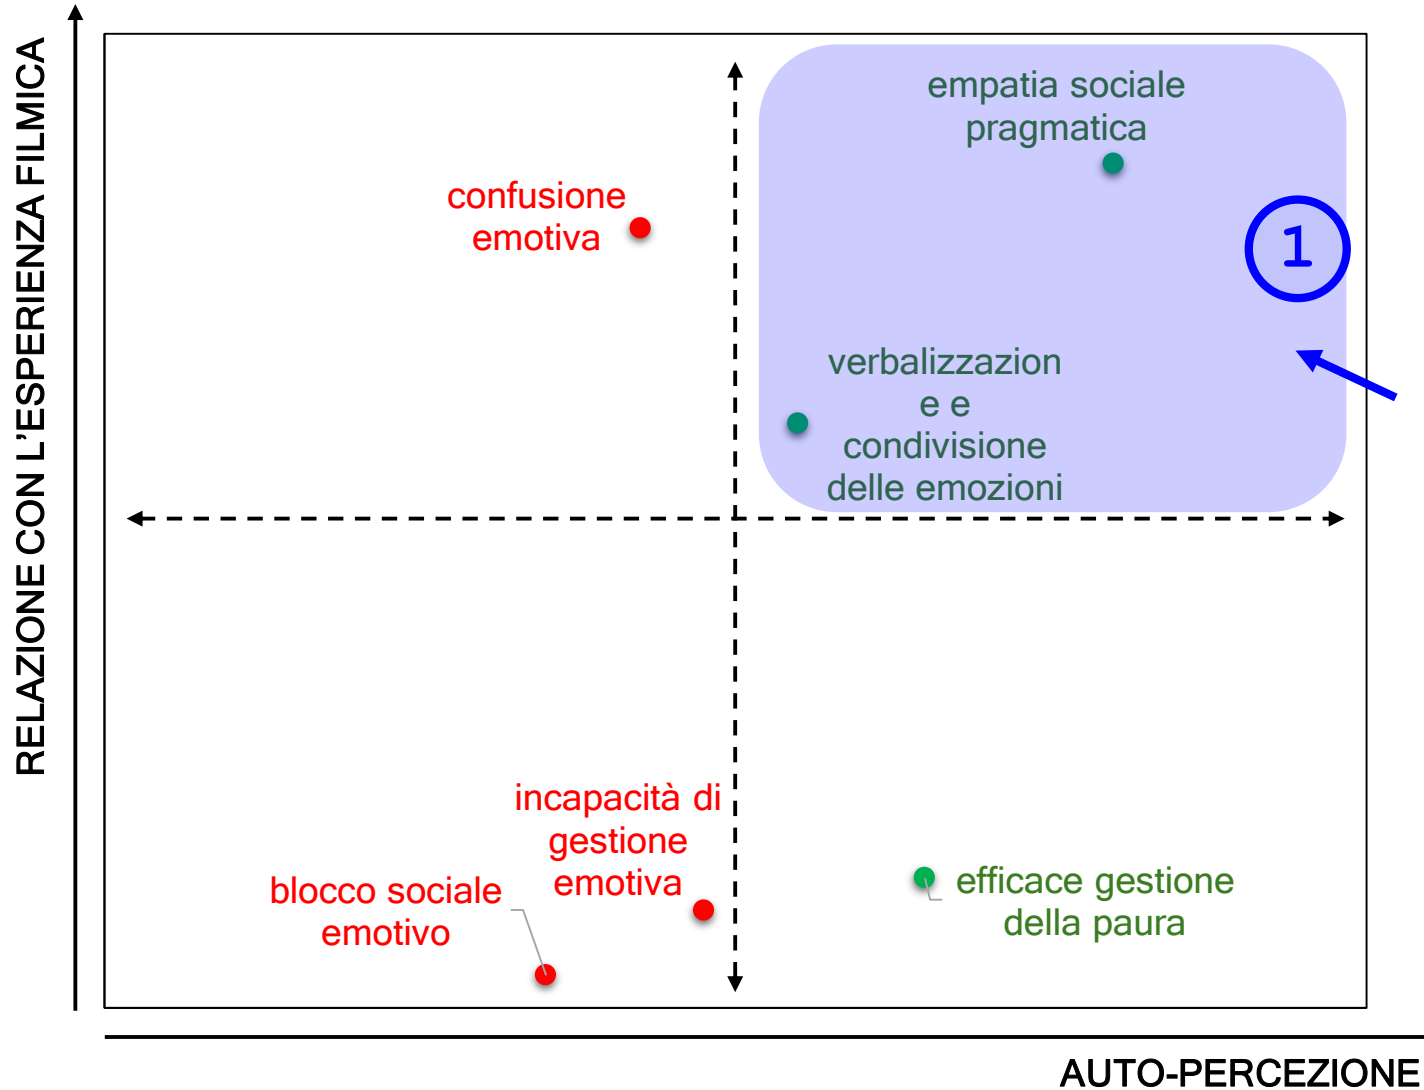 RELAZIONE CON L'ESPERIENZA FILMICA
empatia sociale
pragmatica
confusione
emotiva
1
verbalizzazion
e e
condivisione
delle emozioni
incapacità di
gestione
emotiva
blocco sociale
emotivo
efficace gestione
della paura
AUTO-PERCEZIONE